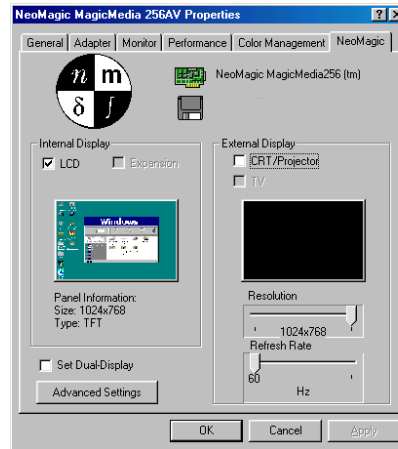 NeoMagic MagicMedia 256AV Properties
General Adapter Monitor Performance Color Management NeoMagic
n m
δ ∫
NeoMagic MagicMedia256 (tm)
Internal Display
LCD Expansion
Windows
Panel Information:
Size: 1024x768
Type: TFT
External Display
CRT/Projector
TV
Resolution
1024x768
Refresh Rate
60
Hz
Set Dual-Display
Advanced Settings
OK Cancel Apply